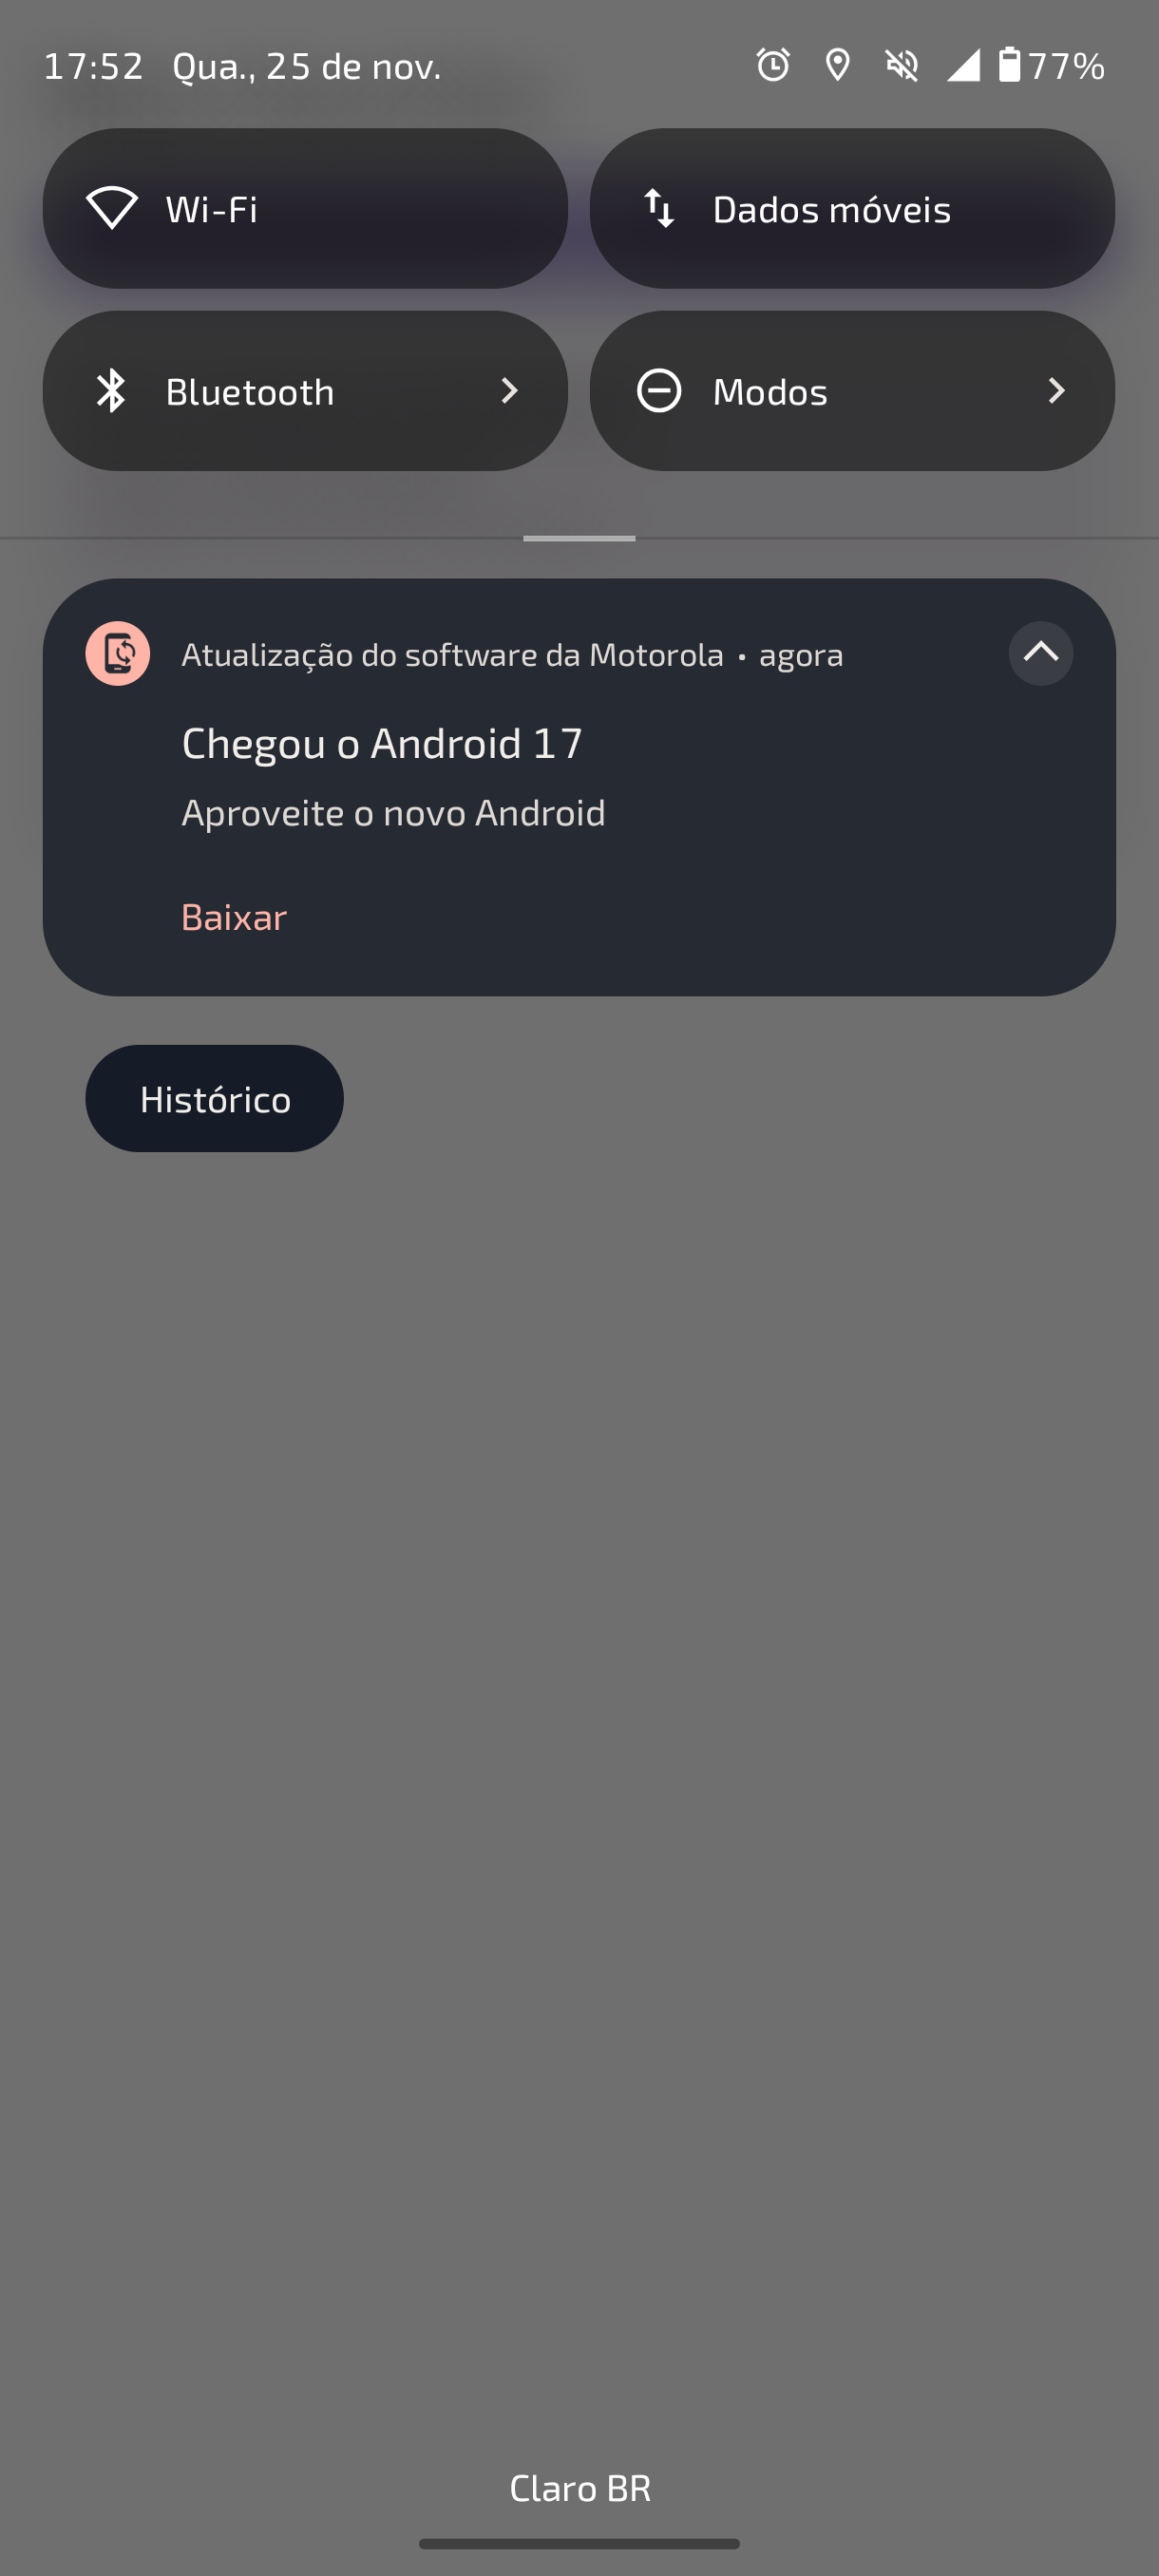 17:52 Qua., 25 de nov. 77%
Wi-Fi Dados móveis
Bluetooth Modos
Atualização do software da Motorola • agora
Chegou o Android 17
Aproveite o novo Android
Baixar
Histórico
Claro BR